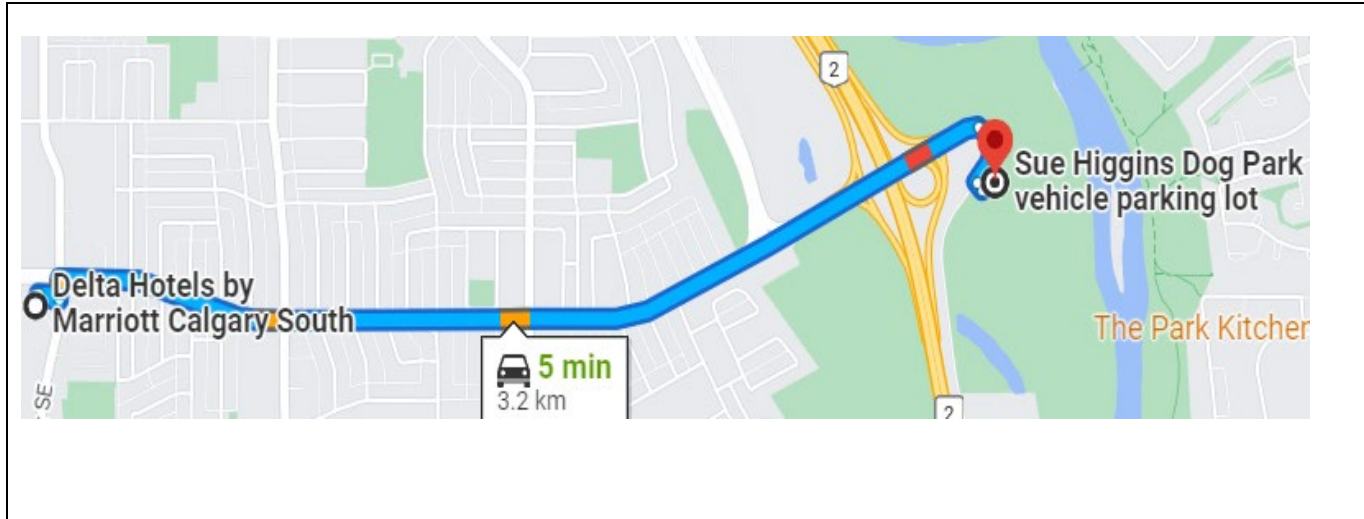 2
Sue Higgins Dog Park
vehicle parking lot
Delta Hotels by
Marriott Calgary South
The Park Kitchen
5 min
3.2 km
SE
2